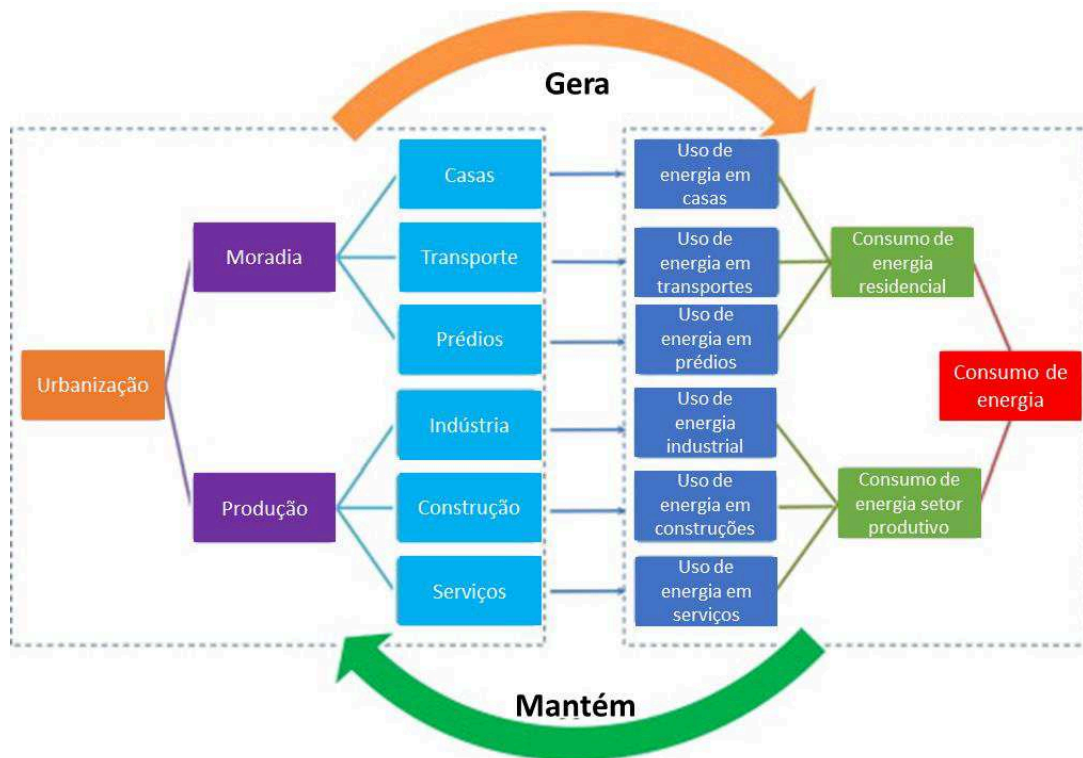 Gera
Casas
Uso de
energia em
casas
Moradia
Transporte
Uso de
energia em
transportes
Consumo de
energia
residencial
Prédios
Uso de
energia em
prédios
Urbanização
Consumo de
energia
Indústria
Uso de
energia
industrial
Produção
Construção
Uso de
energia em
construções
Consumo de
energia setor
produtivo
Serviços
Uso de
energia em
serviços
Mantém